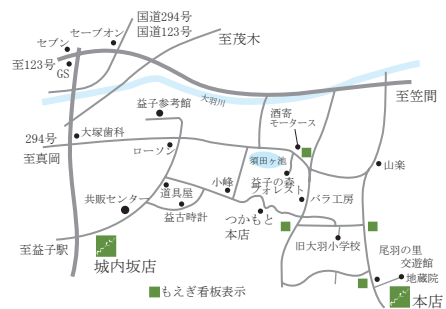 国道294号
国道123号
セーブオン
セブン
至茂木
至123号
GS
至笠間
大羽川
益子参考館
酒寄
モータース
294号
大塚歯科
至真岡
ローソン
須田ヶ池
山楽
益子の森
フォレスト
小峰
道具屋
共販センター
バラ工房
益古時計
つかもと
本店
旧大羽小学校
至益子駅
尾羽の里
交遊館
城内坂店
地蔵院
もえぎ看板表示
本店